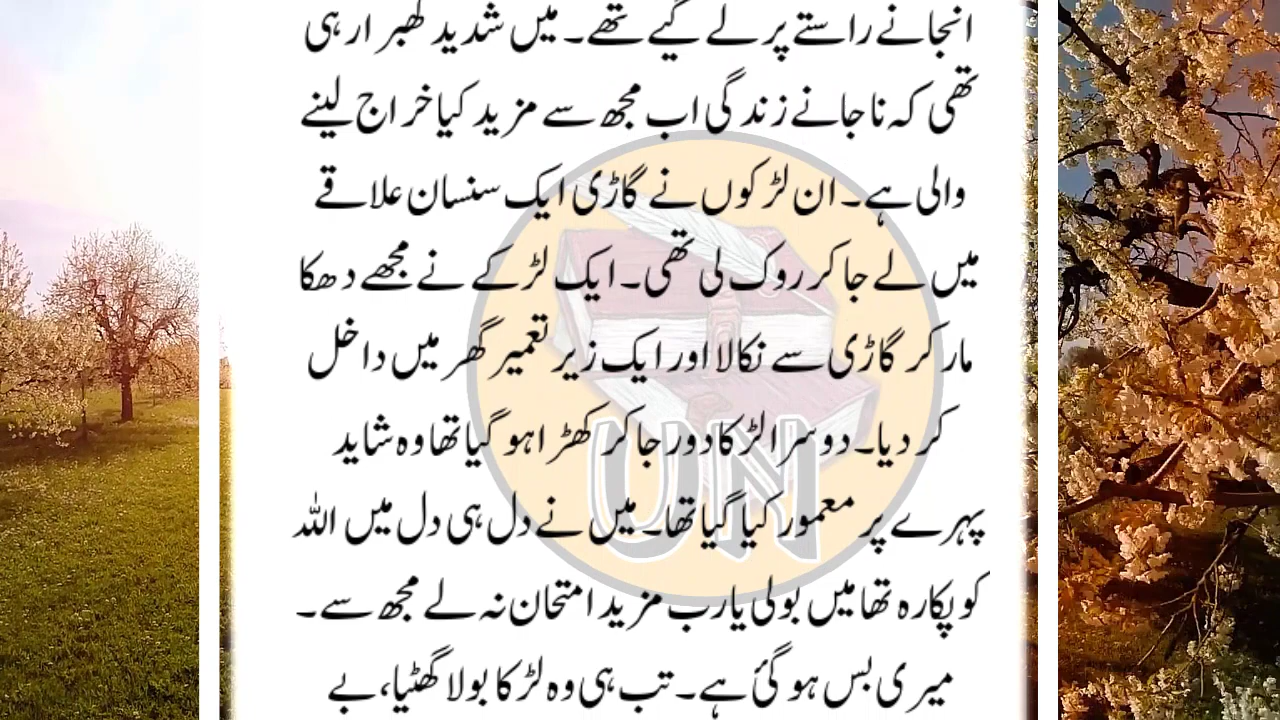 انجانے راستے پر لے گیے تھے۔ میں شدید گھبرا رہی
تھی کہ نا جانے زندگی اب مجھ سے مزید کیا خراج لینے
والی ہے۔ ان لڑکوں نے گاڑی ایک سنسان علاقے
میں لے جا کر روک لی تھی۔ ایک لڑکے نے مجھے دھکا
مار کر گاڑی سے نکالا اور ایک زیر تعمیر گھر میں داخل
کر دیا۔ دوسرا لڑکا دور جا کر کھڑا ہو گیا تھا وہ شاید
پہرے پر معمور کیا گیا تھا۔ میں نے دل ہی دل میں اللہ
کو پکارہ تھا میں بولی یارب مزید امتحان نہ لے مجھ سے۔
میری بس ہو گئ ہے۔ تب ہی وہ لڑکا بولا گھٹیا، بے
UN